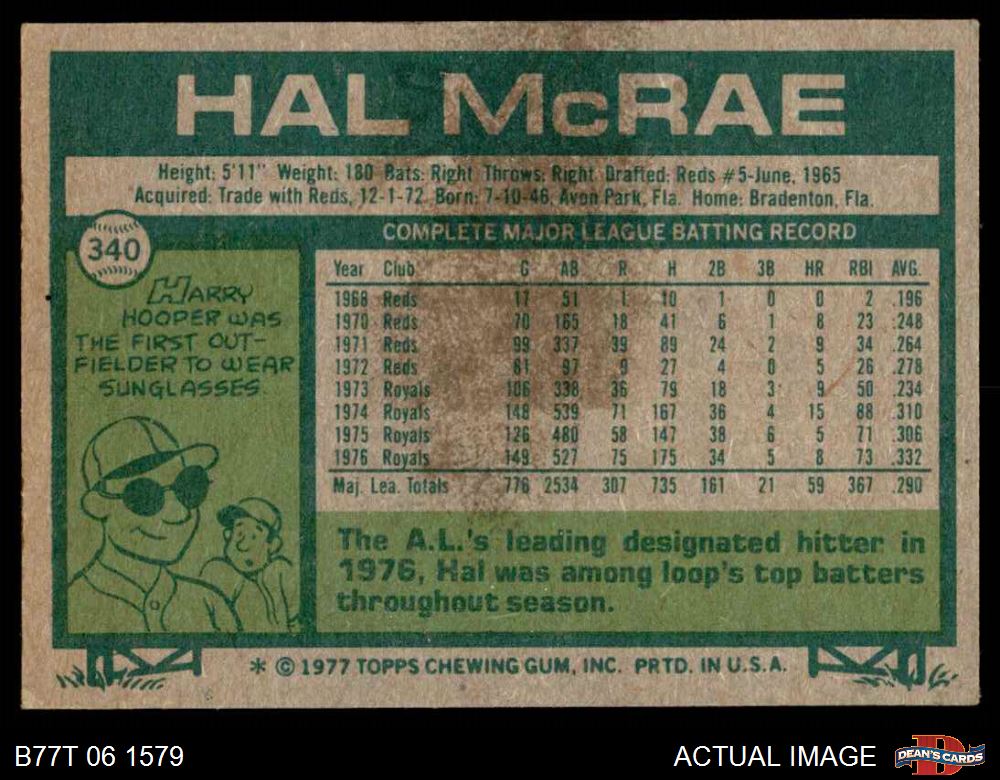 HAL McRAE
Height: 5'11" Weight: 180 Bats: Right Throws: Right Drafted: Reds #5-June, 1965
Acquired: Trade with Reds, 12-1-72 Born: 7-10-46, Avon Park, Fla. Home: Bradenton, Fla.
340
HARRY
HOOPER WAS
THE FIRST OUT-
FIELDER TO WEAR
SUNGLASSES
COMPLETE MAJOR LEAGUE BATTING RECORD
Year Club G AB R H 2B 3B HR RBI AVG.
1968 Reds 17 51 1 10 1 0 0 2 .196
1970 Reds 70 165 18 41 6 1 8 23 .248
1971 Reds 99 337 39 89 24 2 9 34 .264
1972 Reds 61 97 9 27 4 0 5 26 .278
1973 Royals 106 338 36 79 18 3 9 50 .234
1974 Royals 148 539 71 167 36 4 15 88 .310
1975 Royals 126 480 58 147 38 6 5 71 .306
1976 Royals 149 527 75 175 34 5 8 73 .332
Maj. Lea. Totals 776 2534 307 735 161 21 59 367 .290
The A.L.'s leading designated hitter in
1976, Hal was among loop's top batters
throughout season.
* © 1977 TOPPS CHEWING GUM, INC. PRTD. IN U.S.A.
B77T 06 1579
ACTUAL IMAGE
D
DEAN'S CARDS